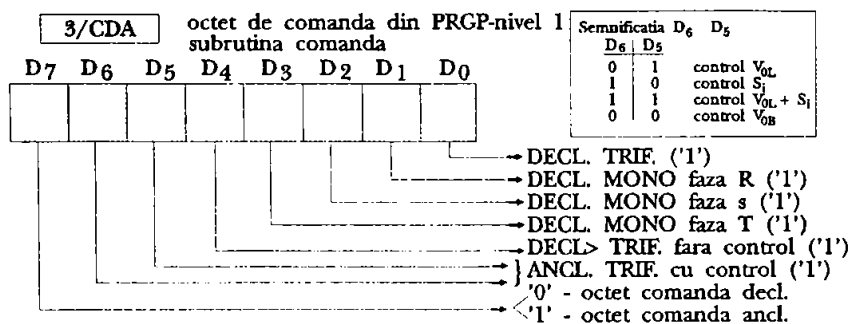 3/CDA octet de comanda din PRGP-nivel 1
subrutina comanda
Semnificatia D6 D5
D6 D5
0 1 control V0L
1 0 control Si
1 1 control V0L + Si
0 0 control V0B
D7 D6 D5 D4 D3 D2 D1 D0
DECL. TRIF. ('1')
DECL. MONO faza R ('1')
DECL. MONO faza s ('1')
DECL. MONO faza T ('1')
DECL> TRIF. fara control ('1')
}ANCL. TRIF. cu control ('1')
'0' - octet comanda decl.
'1' - octet comanda ancl.